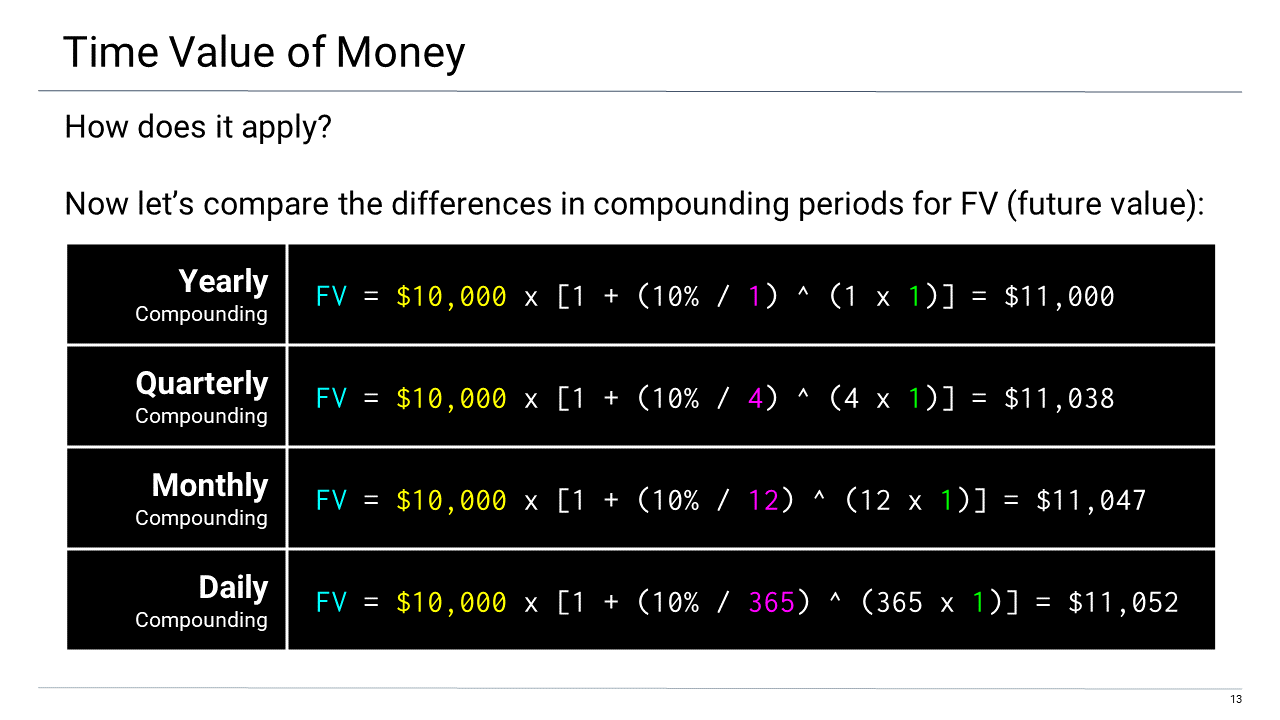 Time Value of Money
How does it apply?
Now let’s compare the differences in compounding periods for FV (future value):
Yearly
Compounding
FV = $10,000 x [1 + (10% / 1) ^ (1 x 1)] = $11,000
Quarterly
Compounding
FV = $10,000 x [1 + (10% / 4) ^ (4 x 1)] = $11,038
Monthly
Compounding
FV = $10,000 x [1 + (10% / 12) ^ (12 x 1)] = $11,047
Daily
Compounding
FV = $10,000 x [1 + (10% / 365) ^ (365 x 1)] = $11,052
13